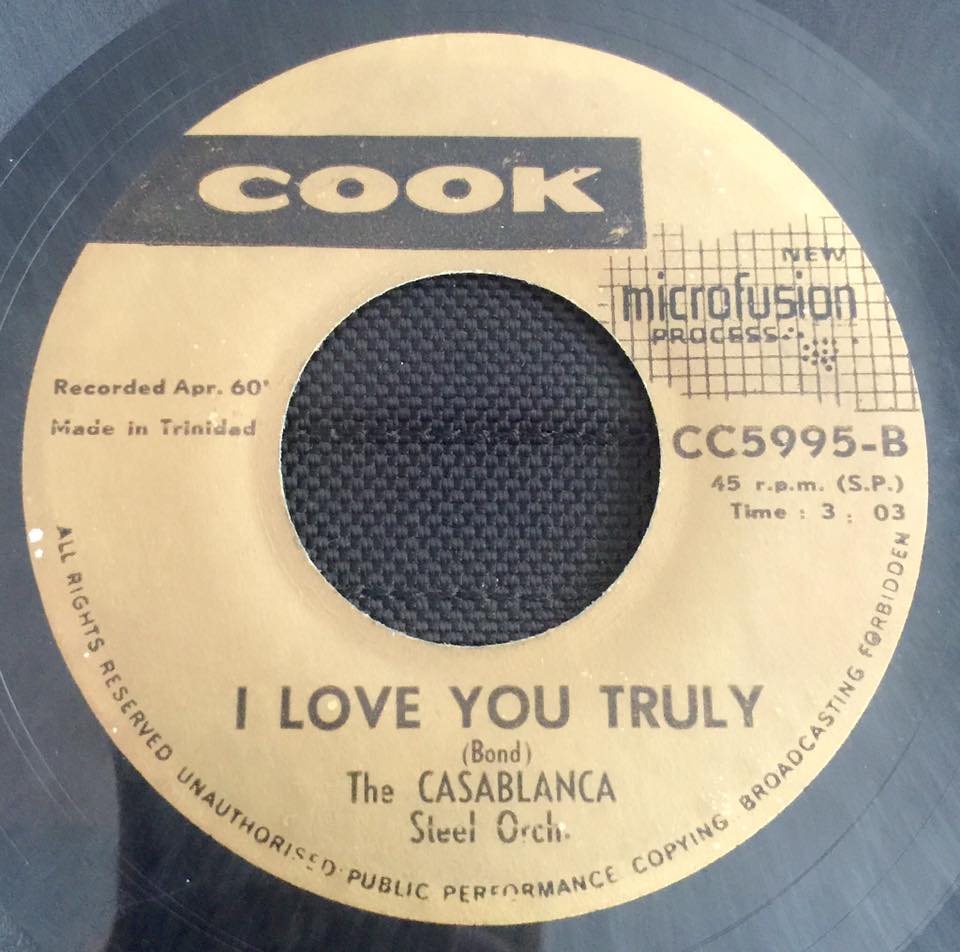 COOK
NEW
microfusion
PROCESS
Recorded Apr. 60'
Made in Trinidad
CC5995-B
45 r.p.m. (S.P.)
Time : 3 : 03
I LOVE YOU TRULY
(Bond)
The CASABLANCA
Steel Orch.
ALL RIGHTS RESERVED UNAUTHORISED PUBLIC PERFORMANCE COPYING BROADCASTING FORBIDDEN